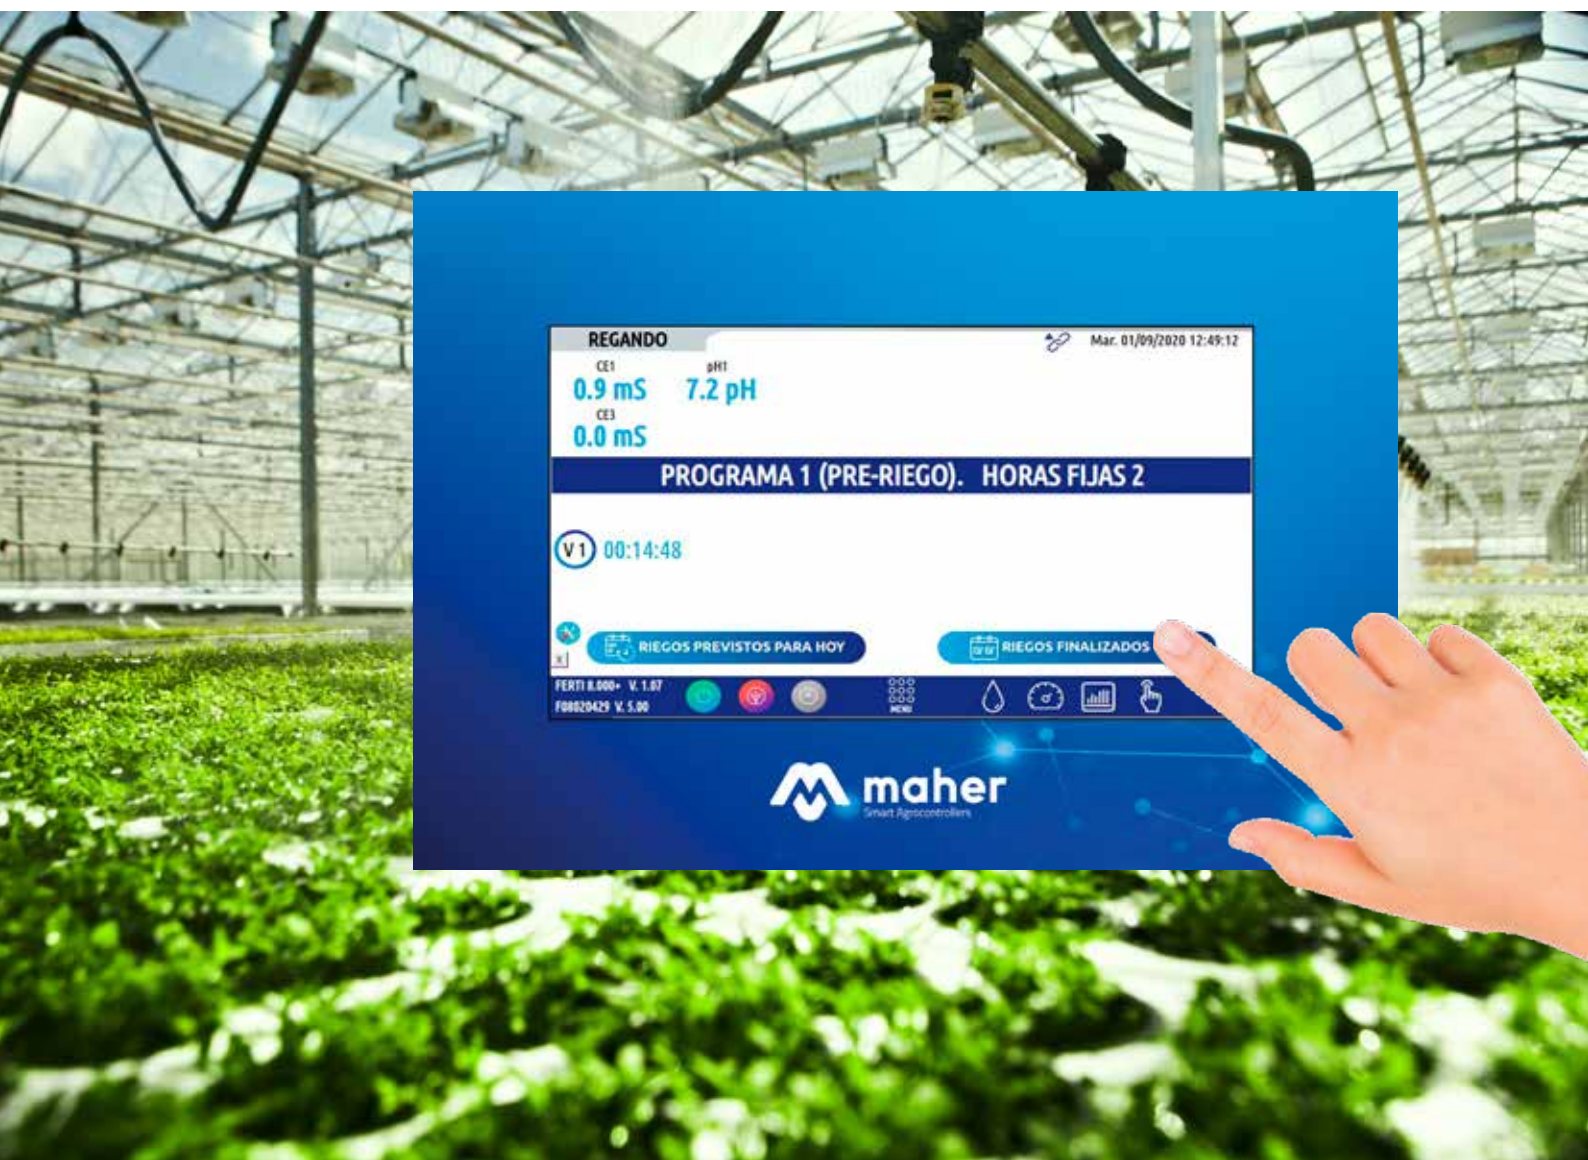 REGANDO
Mar. 01/09/2020 12:49:12
CE1 pH1
0.9 mS 7.2 pH
CE3
0.0 mS
PROGRAMA 1 (PRE-RIEGO). HORAS FIJAS 2
V 1 00:14:48
RIEGOS PREVISTOS PARA HOY
RIEGOS FINALIZADOS
FERTI 8.000+ V. 1.07
F08020429 V. 5.00
MENU
maher
Smart Agrocontrollers